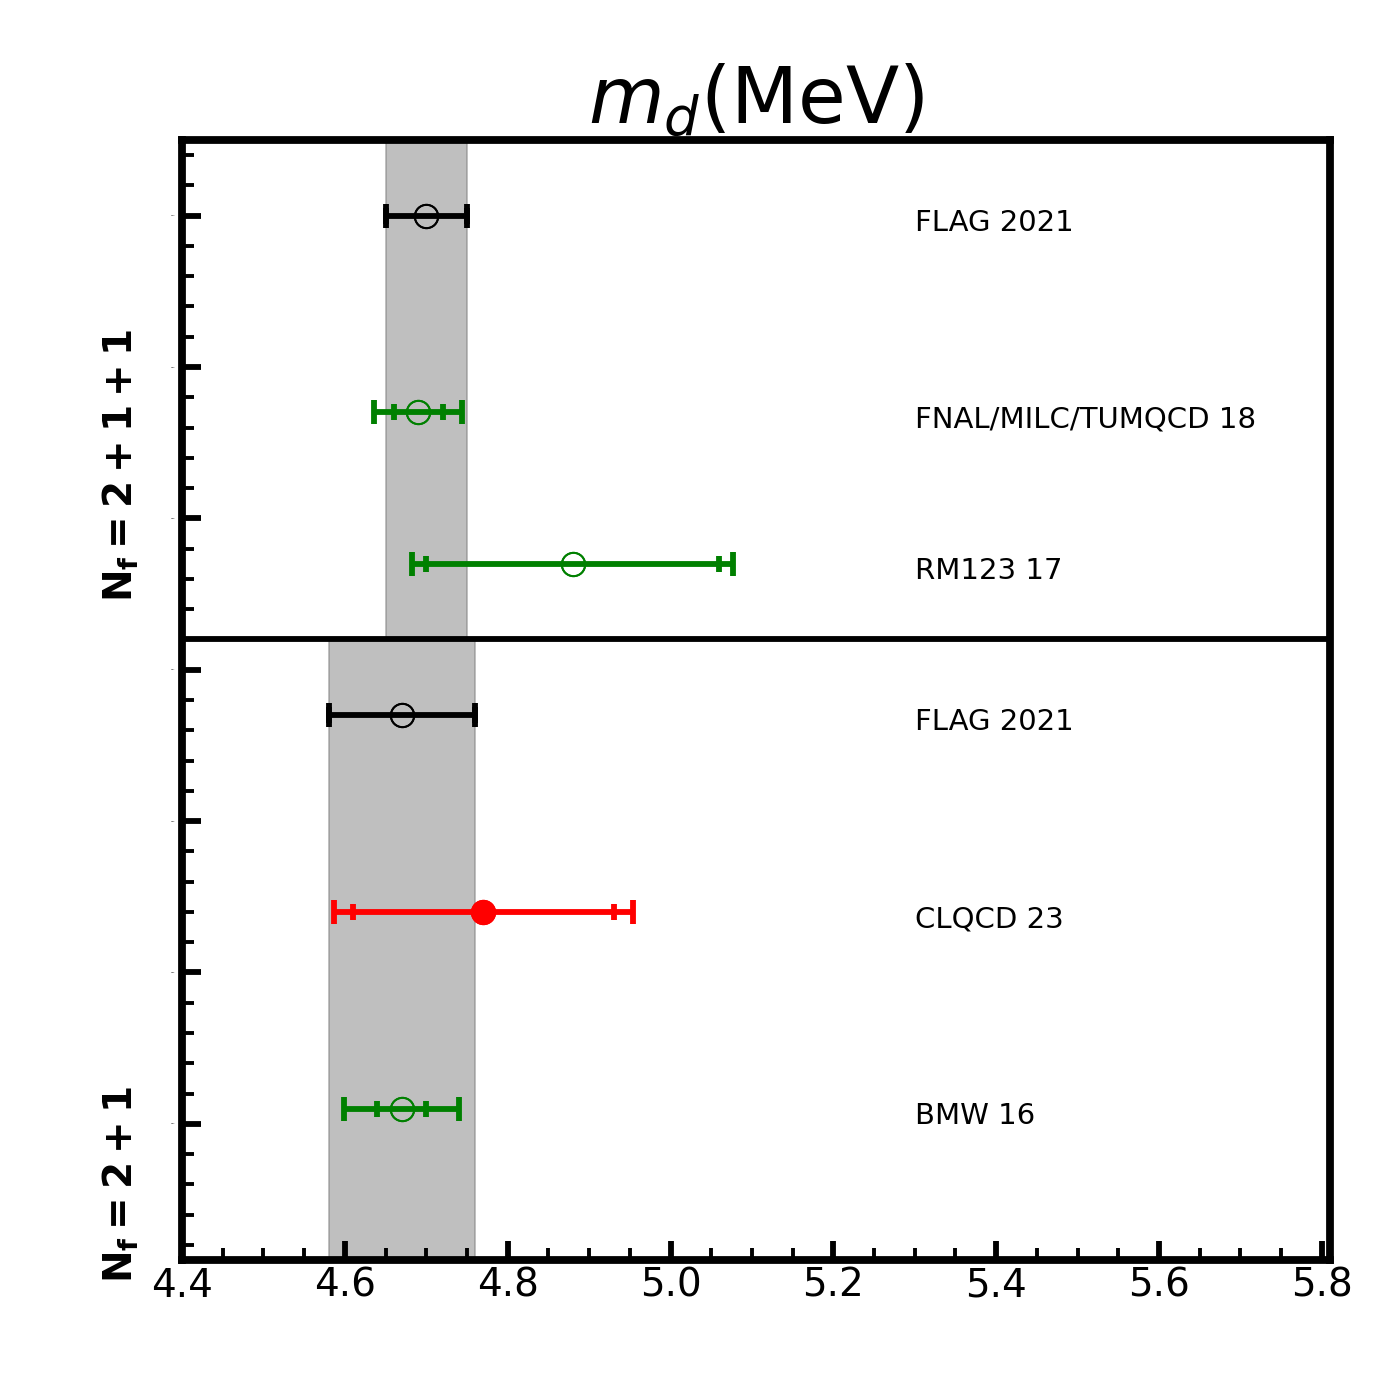 m_d(MeV)
N_f = 2 + 1 + 1
FLAG 2021
FNAL/MILC/TUMQCD 18
RM123 17
N_f = 2 + 1
FLAG 2021
CLQCD 23
BMW 16
4.4 4.6 4.8 5.0 5.2 5.4 5.6 5.8